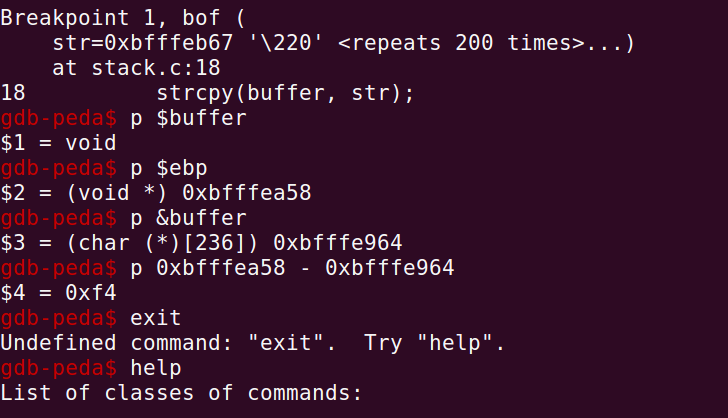 Breakpoint 1, bof (
    str=0xbfffeb67 '\220' <repeats 200 times>...)
    at stack.c:18
18          strcpy(buffer, str);
gdb-peda$ p $buffer
$1 = void
gdb-peda$ p $ebp
$2 = (void *) 0xbfffea58
gdb-peda$ p &buffer
$3 = (char (*)[236]) 0xbfffe964
gdb-peda$ p 0xbfffea58 - 0xbfffe964
$4 = 0xf4
gdb-peda$ exit
Undefined command: "exit".  Try "help".
gdb-peda$ help
List of classes of commands: